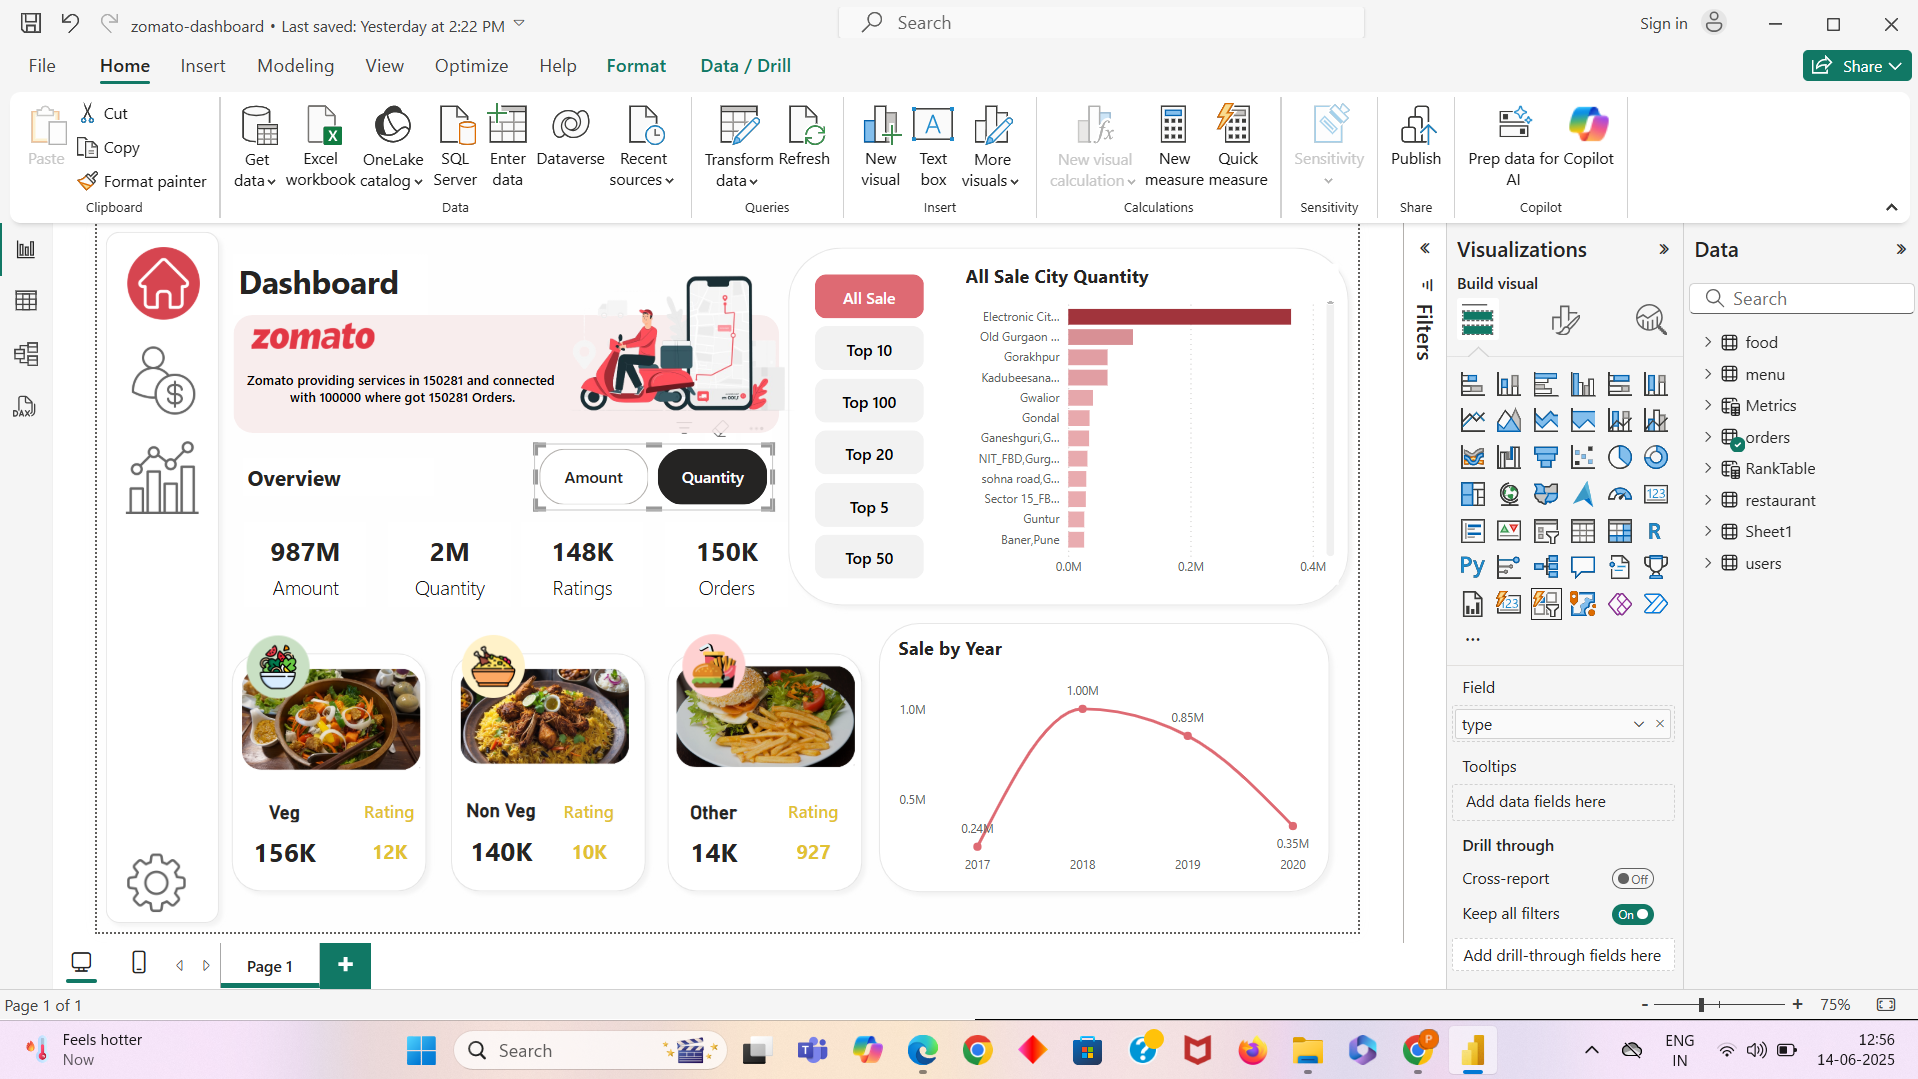 zomato-dashboard • Last saved: Yesterday at 2:22 PM
Search
Sign in
File
Home
Insert
Modeling
View
Optimize
Help
Format
Data / Drill
Share
Paste
Cut
Copy
Format painter
Clipboard
Get data
Excel workbook
OneLake catalog
SQL Server
Enter data
Dataverse
Recent sources
Data
Transform data
Refresh
Queries
New visual
Text box
More visuals
Insert
New visual calculation
New measure
Quick measure
Calculations
Sensitivity
Sensitivity
Publish
Share
Prep data for AI
Copilot
Copilot
Dashboard
zomato
Zomato providing services in 150281 and connected
with 100000 where got 150281 Orders.
Overview
Amount
Quantity
987M
Amount
2M
Quantity
148K
Ratings
150K
Orders
All Sale
Top 10
Top 100
Top 20
Top 5
Top 50
All Sale City Quantity
Electronic Cit...
Old Gurgaon ...
Gorakhpur
Kadubeesana...
Gwalior
Gondal
Ganeshguri,G...
NIT_FBD,Gurg...
sohna road,G...
Sector 15_FB...
Guntur
Baner,Pune
0.0M
0.2M
0.4M
Veg
Rating
156K
12K
Non Veg
Rating
140K
10K
Other
Rating
14K
927
Sale by Year
1.0M
0.5M
0.24M
1.00M
0.85M
0.35M
2017
2018
2019
2020
Filters
Visualizations
Build visual
123
R
Py
123
Field
type
Tooltips
Add data fields here
Drill through
Cross-report
Off
Keep all filters
On
Add drill-through fields here
Data
Search
food
menu
Metrics
orders
RankTable
restaurant
Sheet1
users
DAX
Page 1
Page 1 of 1
75%
Feels hotter
Now
Search
ENG
IN
12:56
14-06-2025